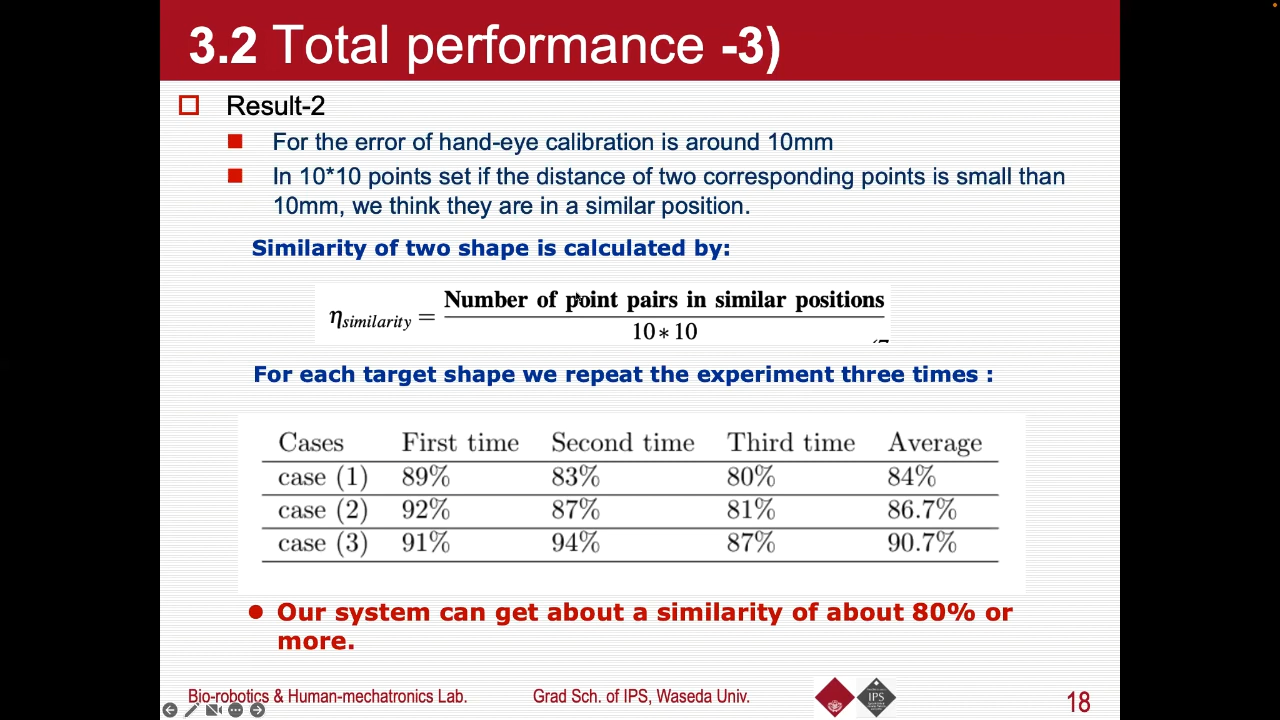 3.2 Total performance -3)
Result-2
For the error of hand-eye calibration is around 10mm
In 10*10 points set if the distance of two corresponding points is small than
10mm, we think they are in a similar position.
Similarity of two shape is calculated by:
Number of point pairs in similar positions
ηsimilarity =
10 * 10
For each target shape we repeat the experiment three times :
Cases First time Second time Third time Average
case (1) 89% 83% 80% 84%
case (2) 92% 87% 81% 86.7%
case (3) 91% 94% 87% 90.7%
Our system can get about a similarity of about 80% or
more.
Bio-robotics & Human-mechatronics Lab. Grad Sch. of IPS, Waseda Univ. IPS 18